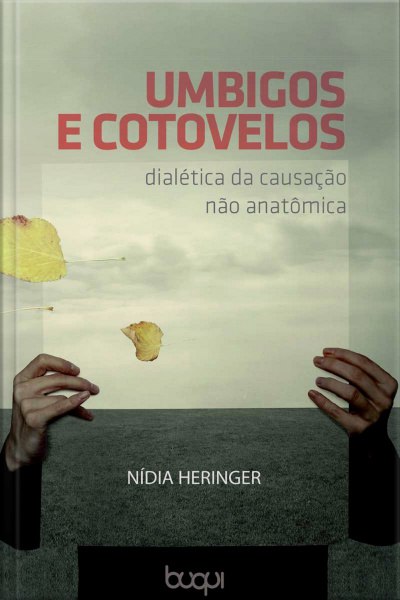 UMBIGOS
E COTOVELOS
dialética da causação
não anatômica
NÍDIA HERINGER
buqui